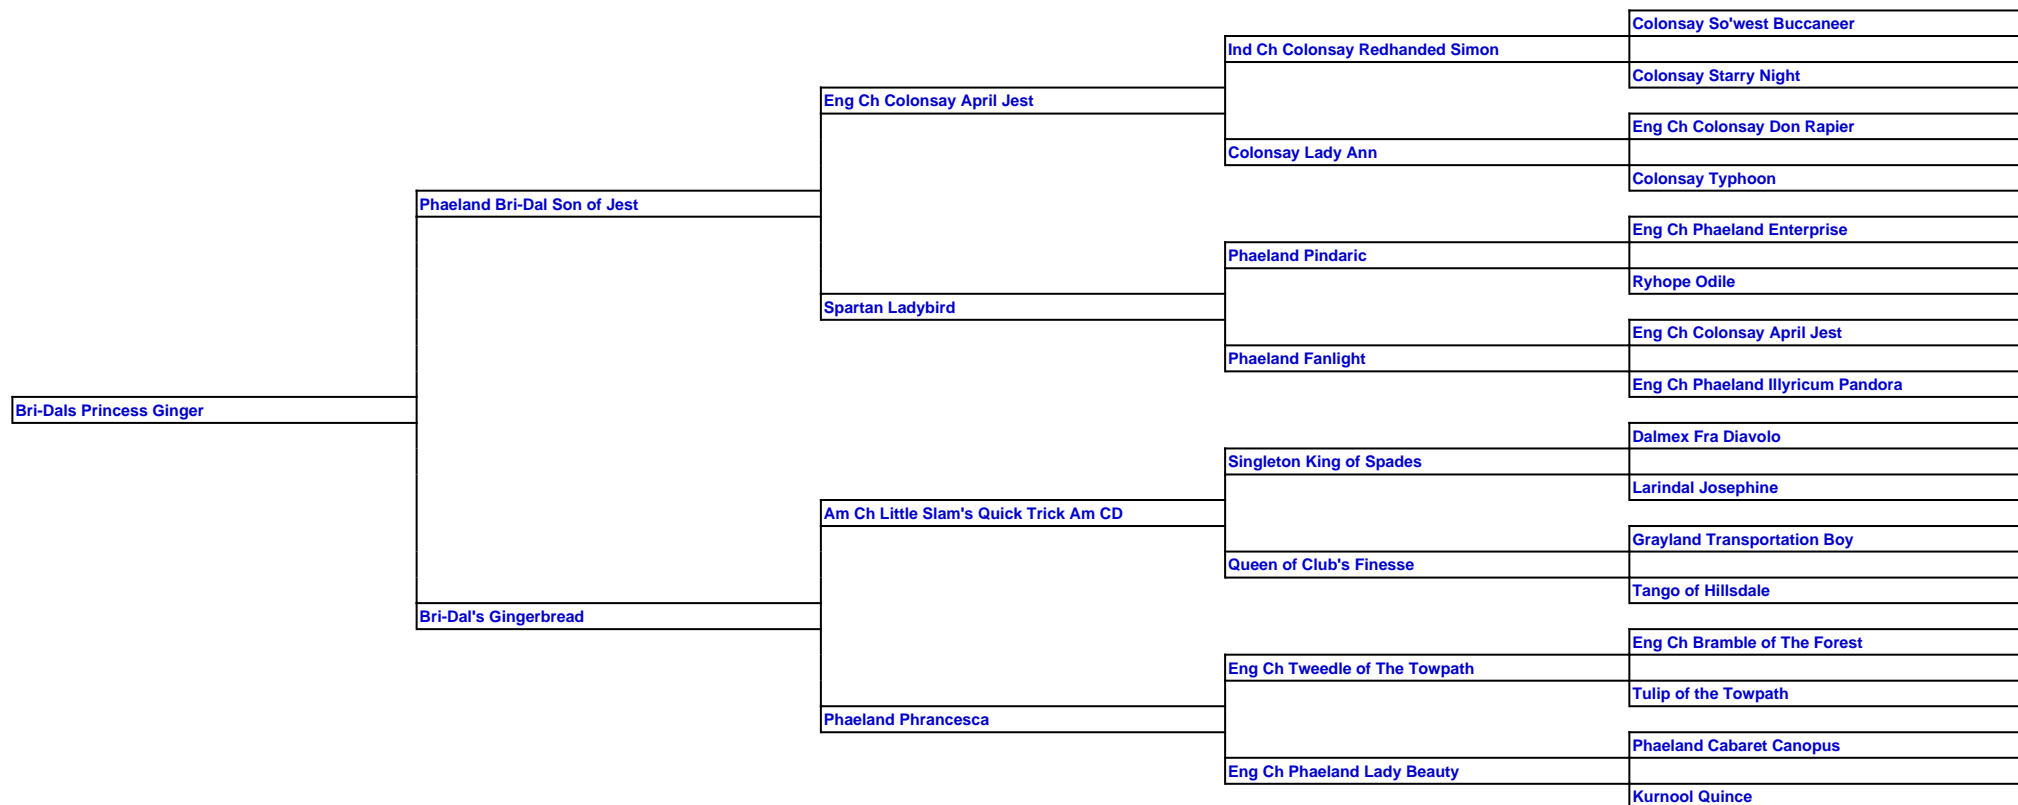 Colonsay So'west Buccaneer
Ind Ch Colonsay Redhanded Simon
Colonsay Starry Night
Eng Ch Colonsay April Jest
Eng Ch Colonsay Don Rapier
Colonsay Lady Ann
Colonsay Typhoon
Phaeland Bri-Dal Son of Jest
Eng Ch Phaeland Enterprise
Phaeland Pindaric
Ryhope Odile
Spartan Ladybird
Eng Ch Colonsay April Jest
Phaeland Fanlight
Eng Ch Phaeland Illyricum Pandora
Bri-Dals Princess Ginger
Dalmex Fra Diavolo
Singleton King of Spades
Larindal Josephine
Am Ch Little Slam's Quick Trick Am CD
Grayland Transportation Boy
Queen of Club's Finesse
Tango of Hillsdale
Bri-Dal's Gingerbread
Eng Ch Bramble of The Forest
Eng Ch Tweedle of The Towpath
Tulip of the Towpath
Phaeland Phrancesca
Phaeland Cabaret Canopus
Eng Ch Phaeland Lady Beauty
Kurnool Quince